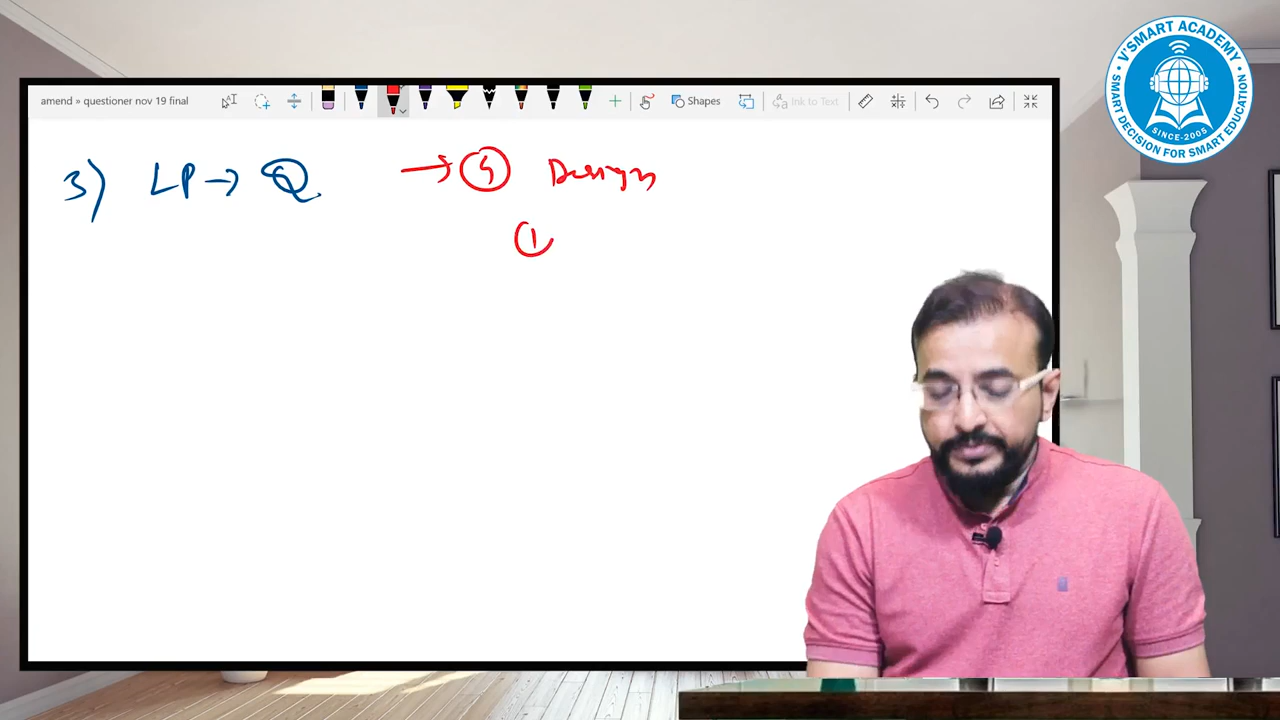 V'SMART ACADEMY
SMART DECISION FOR SMART EDUCATION
SINCE-2005
amend » questioner nov 19 final
Shapes
Ink to Text
3) LP → Q
→ Design
1